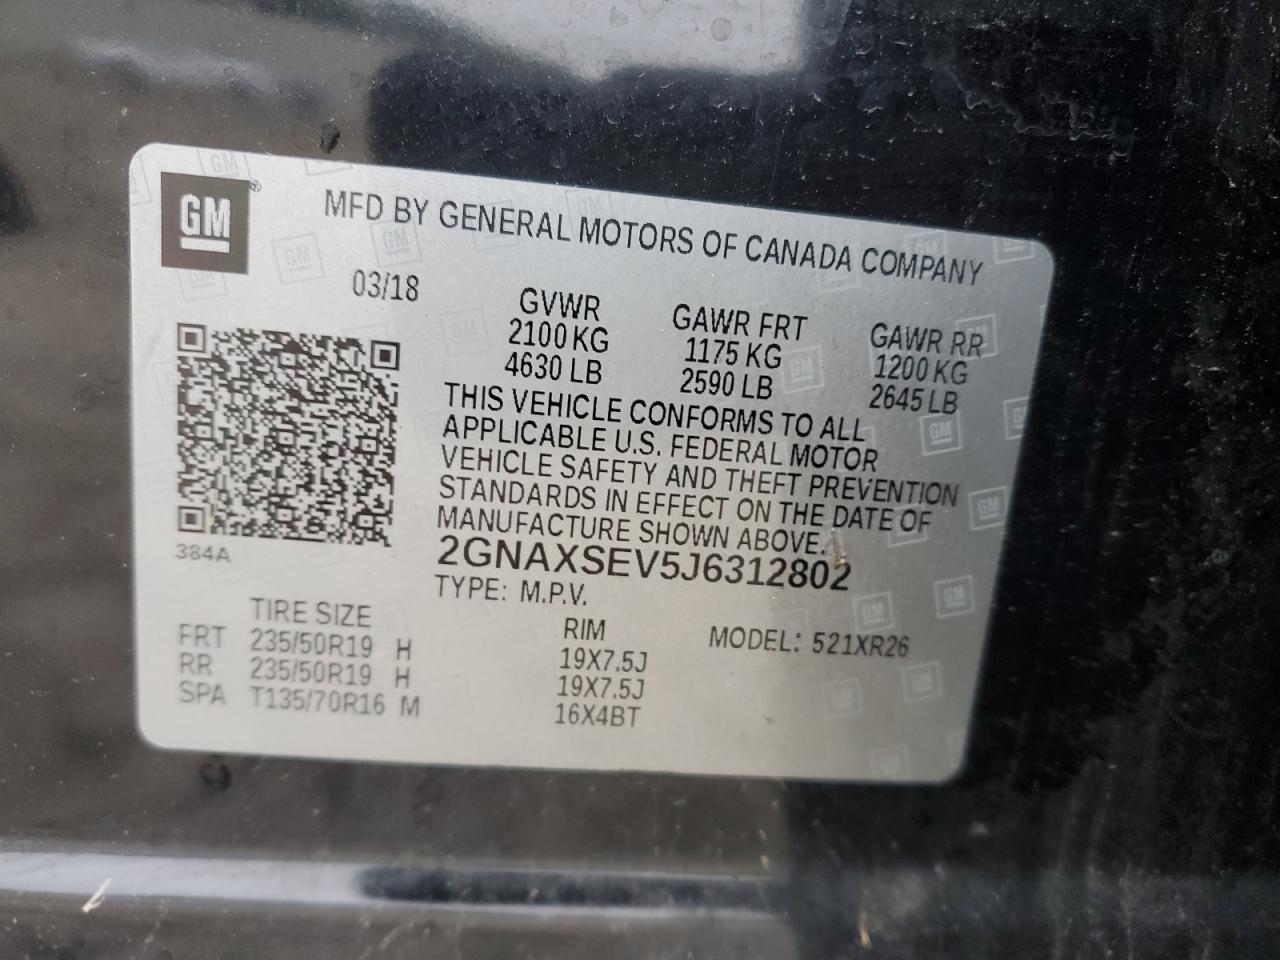 GM®
MFD BY GENERAL MOTORS OF CANADA COMPANY
03/18
GVWR GAWR FRT GAWR RR
2100 KG 1175 KG 1200 KG
4630 LB 2590 LB 2645 LB
THIS VEHICLE CONFORMS TO ALL
APPLICABLE U.S. FEDERAL MOTOR
VEHICLE SAFETY AND THEFT PREVENTION
STANDARDS IN EFFECT ON THE DATE OF
MANUFACTURE SHOWN ABOVE.
384A
2GNAXSEV5J6312802
TYPE: M.P.V.
TIRE SIZE RIM MODEL: 521XR26
FRT 235/50R19 H 19X7.5J
RR 235/50R19 H 19X7.5J
SPA T135/70R16 M 16X4BT